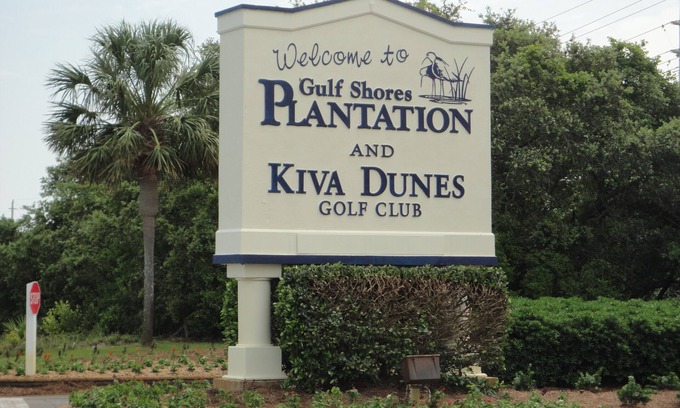 Welcome to
Gulf Shores
PLANTATION
AND
KIVA DUNES
GOLF CLUB
STOP